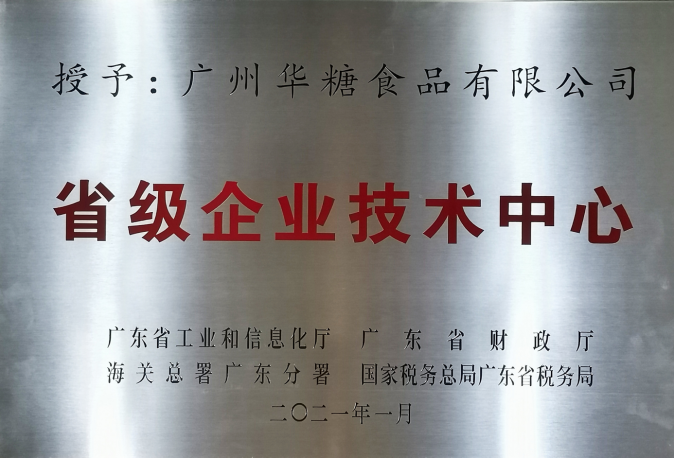 授予：广州华糖食品有限公司
省级企业技术中心
广东省工业和信息化厅 广东省财政厅
海关总署广东分署 国家税务总局广东省税务局
二〇二一年一月